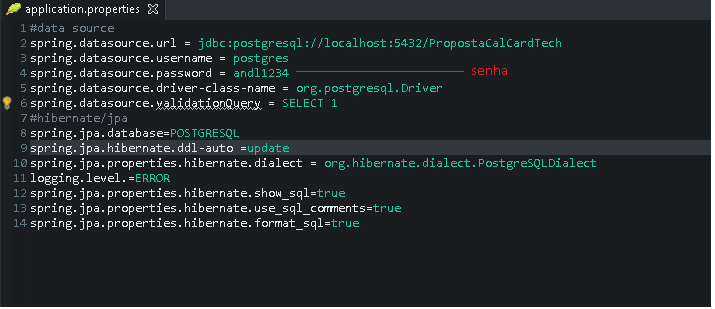 application.properties
1 #data source
2 spring.datasource.url = jdbc:postgresql://localhost:5432/PropostaCalCardTech
3 spring.datasource.username = postgres
4 spring.datasource.password = andl1234 senha
5 spring.datasource.driver-class-name = org.postgresql.Driver
6 spring.datasource.validationQuery = SELECT 1
7 #hibernate/jpa
8 spring.jpa.database=POSTGRESQL
9 spring.jpa.hibernate.ddl-auto =update
10 spring.jpa.properties.hibernate.dialect = org.hibernate.dialect.PostgreSQLDialect
11 logging.level.=ERROR
12 spring.jpa.properties.hibernate.show_sql=true
13 spring.jpa.properties.hibernate.use_sql_comments=true
14 spring.jpa.properties.hibernate.format_sql=true